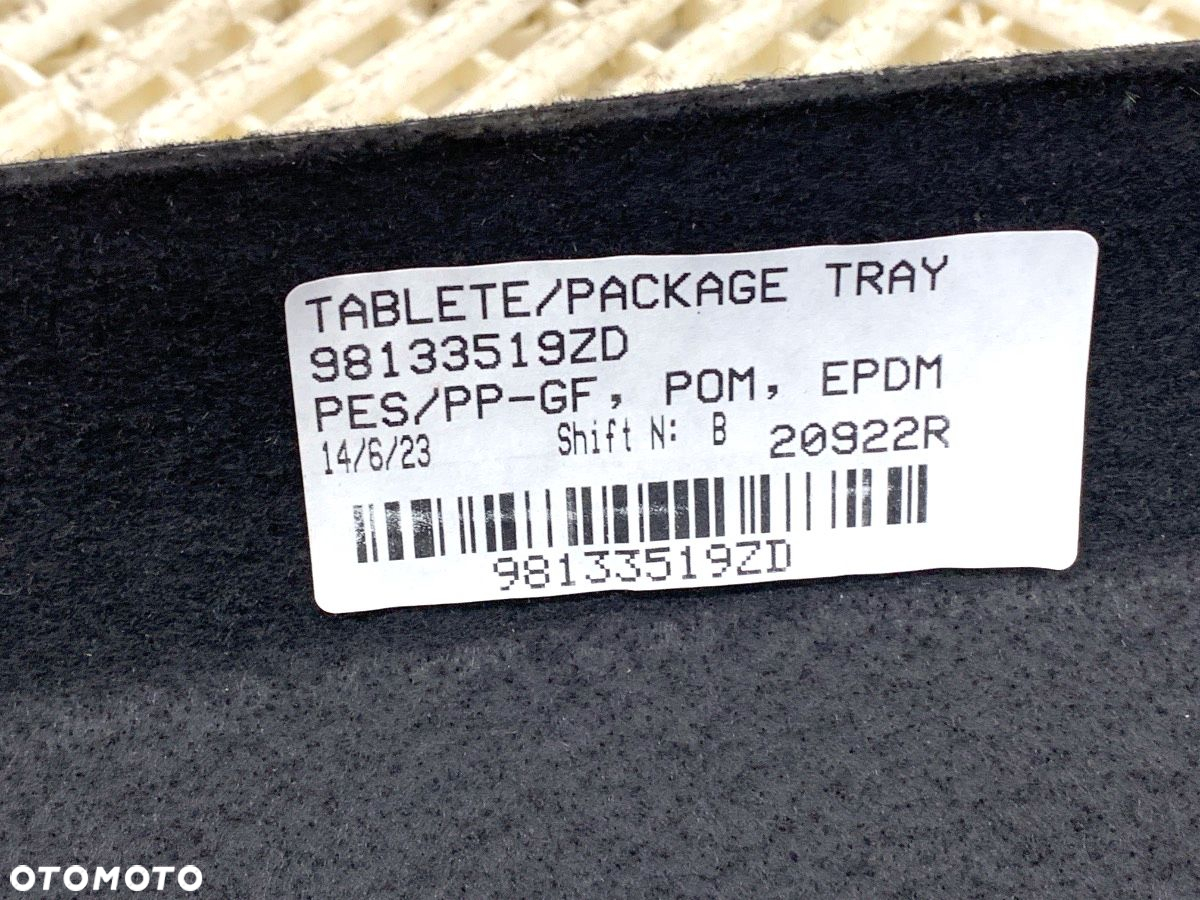 TABLETE/PACKAGE TRAY
98133519ZD
PES/PP-GF, POM, EPDM
14/6/23 Shift N: B 20922R
98133519ZD
OTOMOTO